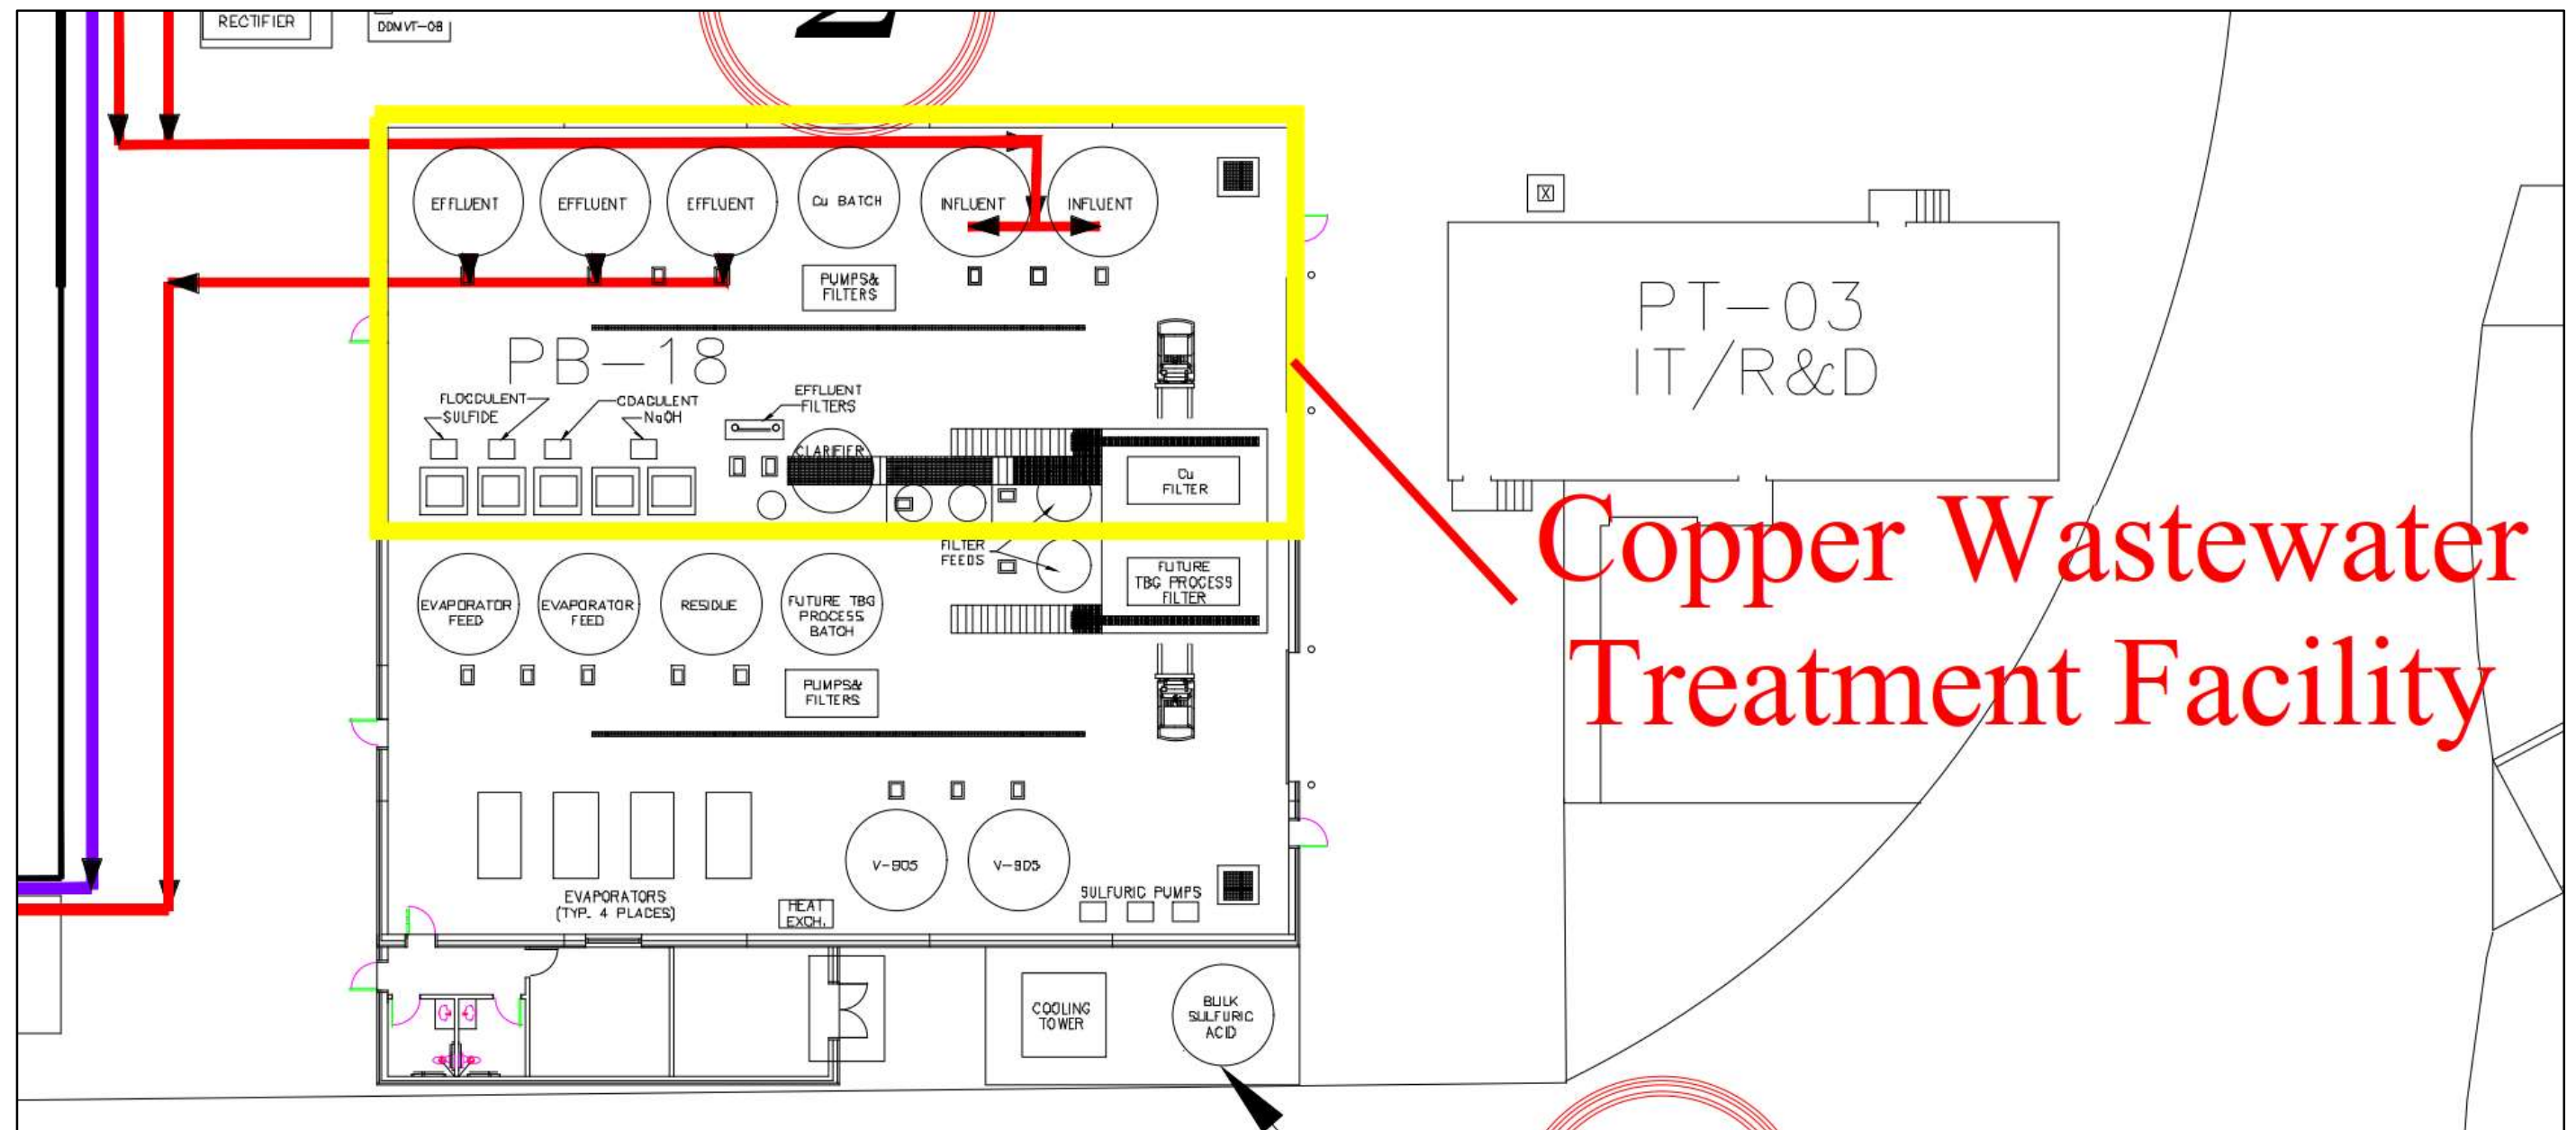 RECTIFIER
DDMVT-08
EFFLUENT
EFFLUENT
EFFLUENT
Cu BATCH
INFLUENT
INFLUENT
PUMPS&
FILTERS
PB-18
FLOCCULENT
SULFIDE
COAGULENT
NaOH
EFFLUENT
FILTERS
CLARIFIER
Cu
FILTER
X
PT-03
IT/R&D
Copper Wastewater
Treatment Facility
FILTER
FEEDS
FUTURE
TBG PROCESS
FILTER
EVAPORATOR
FEED
EVAPORATOR
FEED
RESIDUE
FUTURE TBG
PROCESS
BATCH
PUMPS&
FILTERS
V-905
V-905
EVAPORATORS
(TYP. 4 PLACES)
HEAT
EXCH.
SULFURIC PUMPS
COOLING
TOWER
BULK
SULFURIC
ACID